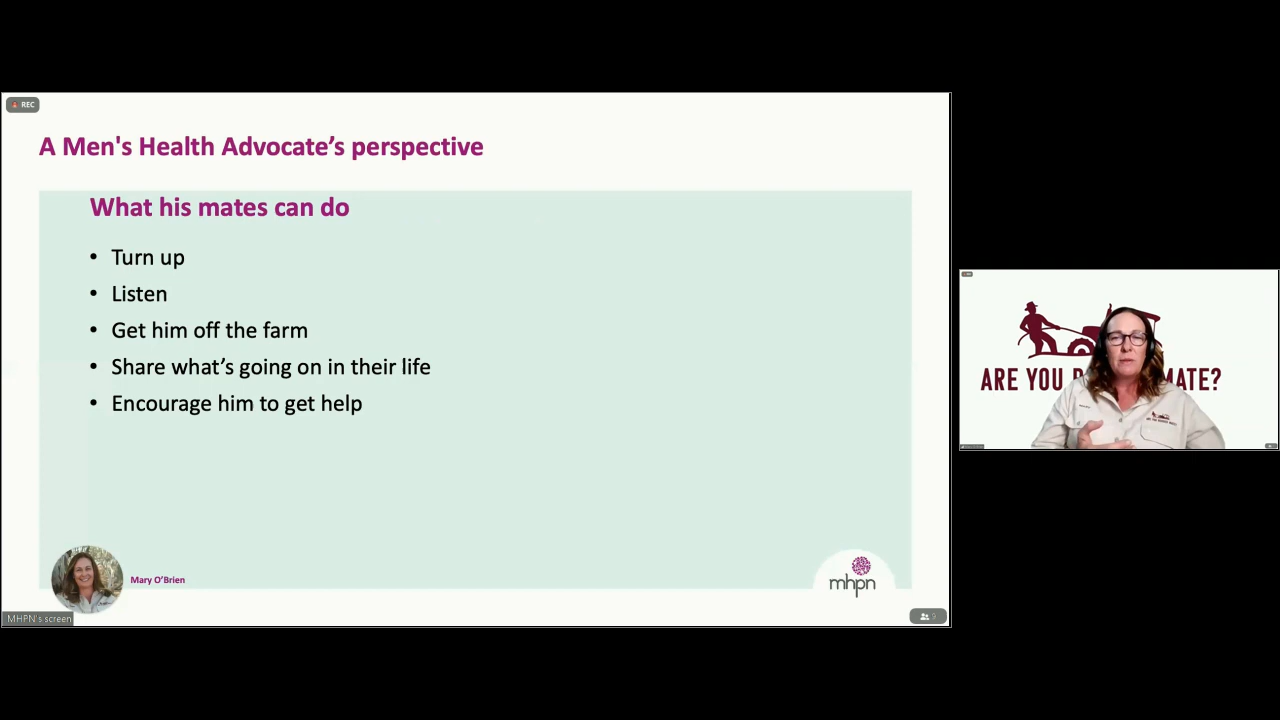 REC
A Men's Health Advocate’s perspective
What his mates can do
• Turn up
• Listen
• Get him off the farm
• Share what’s going on in their life
• Encourage him to get help
Mary O’Brien
mhpn
MHPN's screen
9
ARE YOU
MATE?